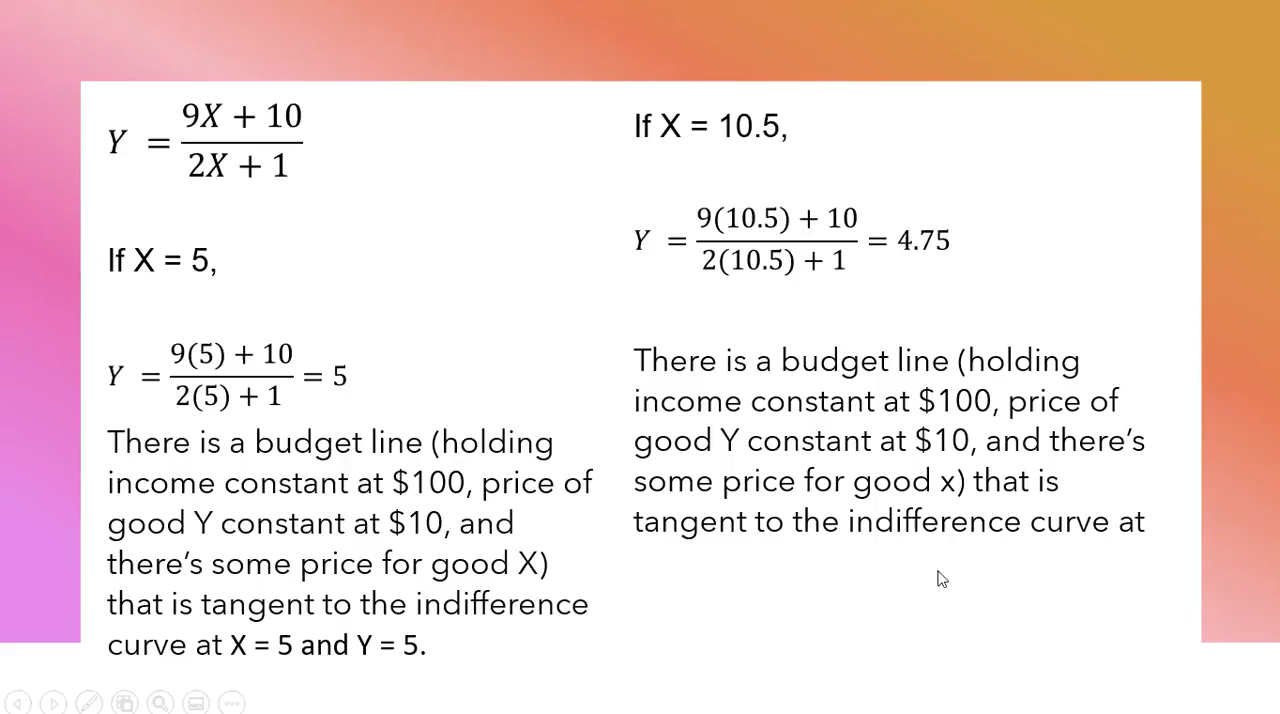 Y = (9X + 10)/(2X + 1)
If X = 5,
Y = (9(5) + 10)/(2(5) + 1) = 5
There is a budget line (holding
income constant at $100, price of
good Y constant at $10, and
there's some price for good X)
that is tangent to the indifference
curve at X = 5 and Y = 5.
If X = 10.5,
Y = (9(10.5) + 10)/(2(10.5) + 1) = 4.75
There is a budget line (holding
income constant at $100, price of
good Y constant at $10, and there's
some price for good x) that is
tangent to the indifference curve at